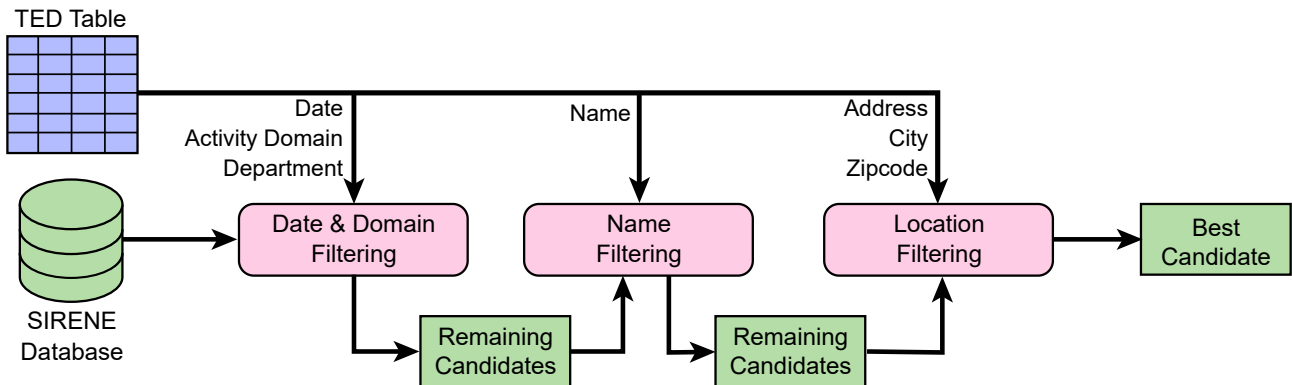 TED Table
Date
Activity Domain
Department
Name
Address
City
Zipcode
SIRENE
Database
Date & Domain
Filtering
Name
Filtering
Location
Filtering
Best
Candidate
Remaining
Candidates
Remaining
Candidates